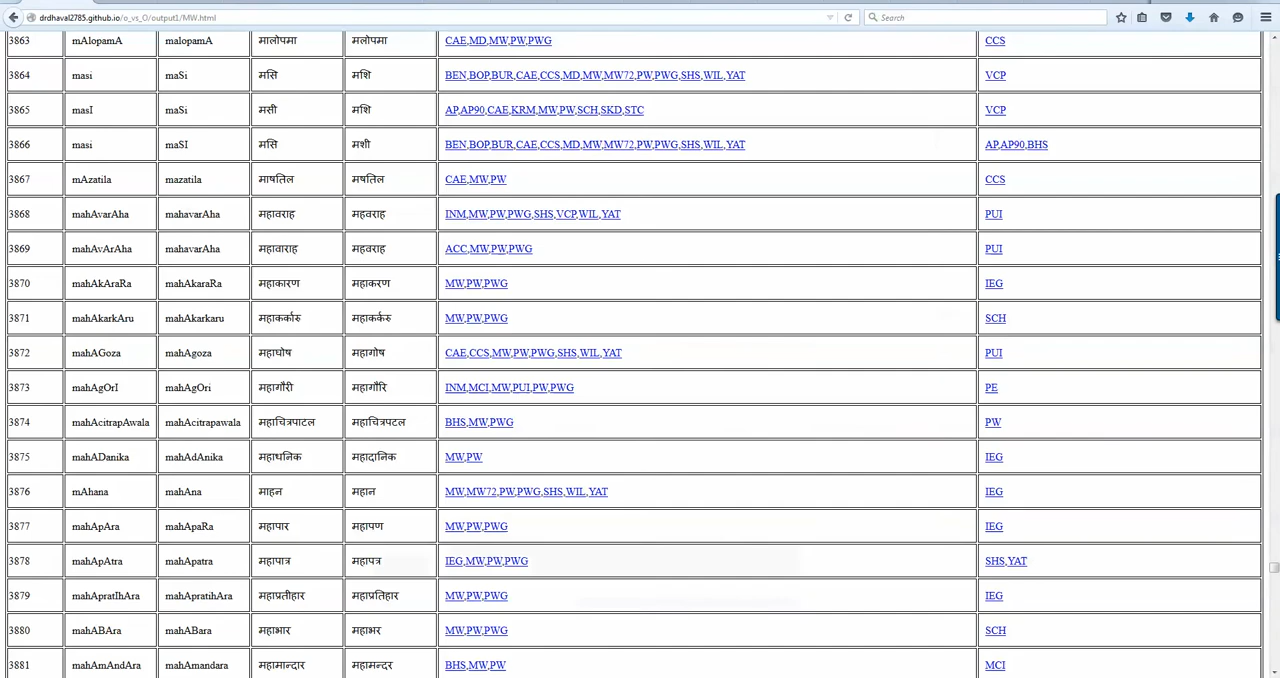 drdhaval2785.github.io/o_vs_O/output1/MW.html Search
3863 mAlopamA malopamA मालोपमा मलोपमा CAE,MD,MW,PW,PWG CCS
3864 masi maSi मसि मशि BEN,BOP,BUR,CAE,CCS,MD,MW,MW72,PW,PWG,SHS,WIL,YAT VCP
3865 masI maSi मसी मशि AP,AP90,CAE,KRM,MW,PW,SCH,SKD,STC VCP
3866 masi maSI मसि मशी BEN,BOP,BUR,CAE,CCS,MD,MW,MW72,PW,PWG,SHS,WIL,YAT AP,AP90,BHS
3867 mAzatila mazatila माषतिल मषतिल CAE,MW,PW CCS
3868 mahAvarAha mahavarAha महावराह महवराह INM,MW,PW,PWG,SHS,VCP,WIL,YAT PUI
3869 mahAvArAha mahavarAha महावाराह महवराह ACC,MW,PW,PWG PUI
3870 mahAkAraRa mahAkaraRa महाकारण महाकरण MW,PW,PWG IEG
3871 mahAkarkAru mahAkarkaru महाकर्कारु महाकर्करु MW,PW,PWG SCH
3872 mahAGoza mahAgoza महाघोष महागोष CAE,CCS,MW,PW,PWG,SHS,WIL,YAT PUI
3873 mahAgOrI mahAgOri महागौरी महागौरि INM,MCI,MW,PUI,PW,PWG PE
3874 mahAcitrapAwala mahAcitrapawala महाचित्रपाटल महाचित्रपटल BHS,MW,PWG PW
3875 mahADanika mahAdAnika महाधनिक महादानिक MW,PW IEG
3876 mAhana mahAna माहन महान MW,MW72,PW,PWG,SHS,WIL,YAT IEG
3877 mahApAra mahApaRa महापार महापण MW,PW,PWG IEG
3878 mahApAtra mahApatra महापात्र महापत्र IEG,MW,PW,PWG SHS,YAT
3879 mahApratIhAra mahApratihAra महाप्रतीहार महाप्रतिहार MW,PW,PWG IEG
3880 mahABAra mahABara महाभार महाभर MW,PW,PWG SCH
3881 mahAmAndAra mahAmandara महामान्दार महामन्दर BHS,MW,PW MCI